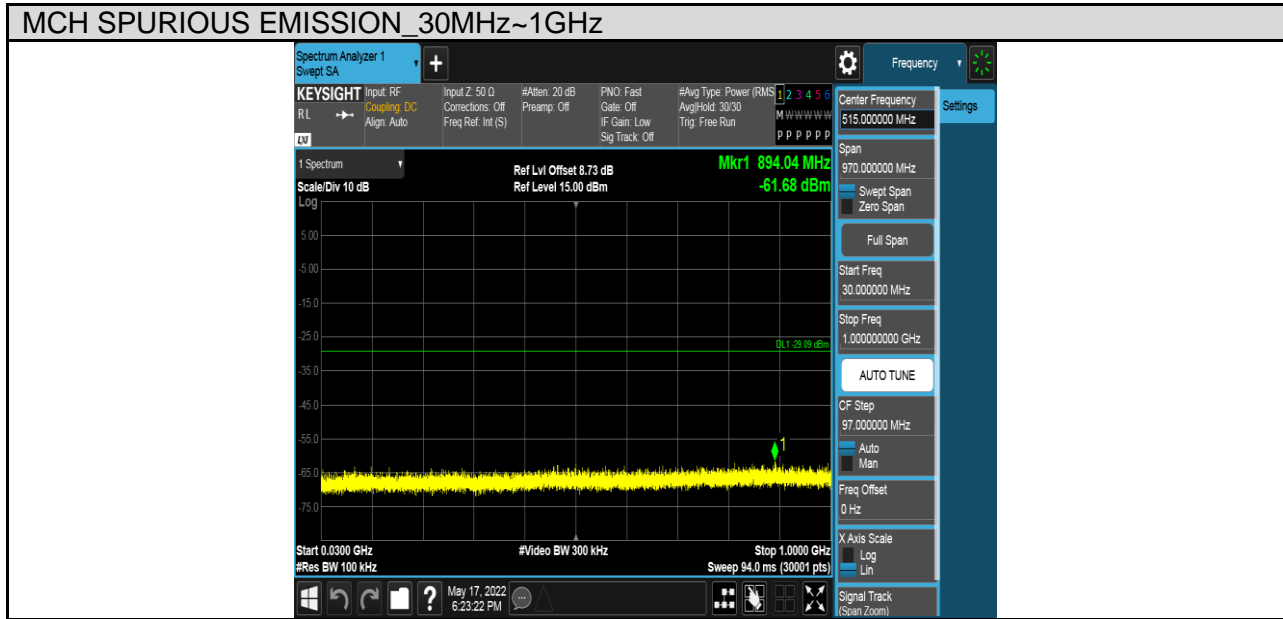 MCH SPURIOUS EMISSION_30MHz~1GHz
Spectrum Analyzer 1
Swept SA
Frequency
KEYSIGHT
RL
LXI
Input: RF
Coupling: DC
Align: Auto
Input Z: 50 Ω
Corrections: Off
Freq Ref: Int (S)
#Atten: 20 dB
Preamp: Off
PNO: Fast
Gate: Off
IF Gain: Low
Sig Track: Off
#Avg Type: Power (RMS
Avg|Hold: 30/30
Trig: Free Run
1 2 3 4 5 6
M W W W W W
P P P P P P
1 Spectrum
Scale/Div 10 dB
Log
Ref Lvl Offset 8.73 dB
Ref Level 15.00 dBm
Mkr1 894.04 MHz
-61.68 dBm
5.00
-5.00
-15.0
-25.0
DL1 -29.09 dBm
-35.0
-45.0
-55.0
1
-65.0
-75.0
Start 0.0300 GHz
#Res BW 100 kHz
#Video BW 300 kHz
Stop 1.0000 GHz
Sweep 94.0 ms (30001 pts)
?
May 17, 2022
6:23:22 PM
Center Frequency
515.000000 MHz
Settings
Span
970.000000 MHz
Swept Span
Zero Span
Full Span
Start Freq
30.000000 MHz
Stop Freq
1.000000000 GHz
AUTO TUNE
CF Step
97.000000 MHz
Auto
Man
Freq Offset
0 Hz
X Axis Scale
Log
Lin
Signal Track
(Span Zoom)